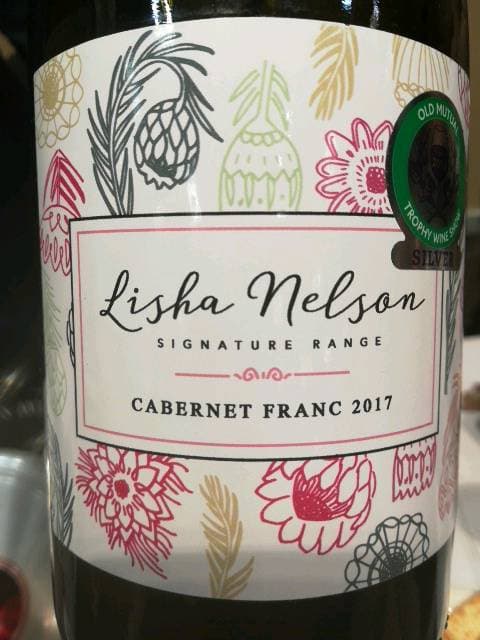 OLD MUTUAL
TROPHY WINE SHOW
SILVER
Lisha Nelson
SIGNATURE RANGE
CABERNET FRANC 2017